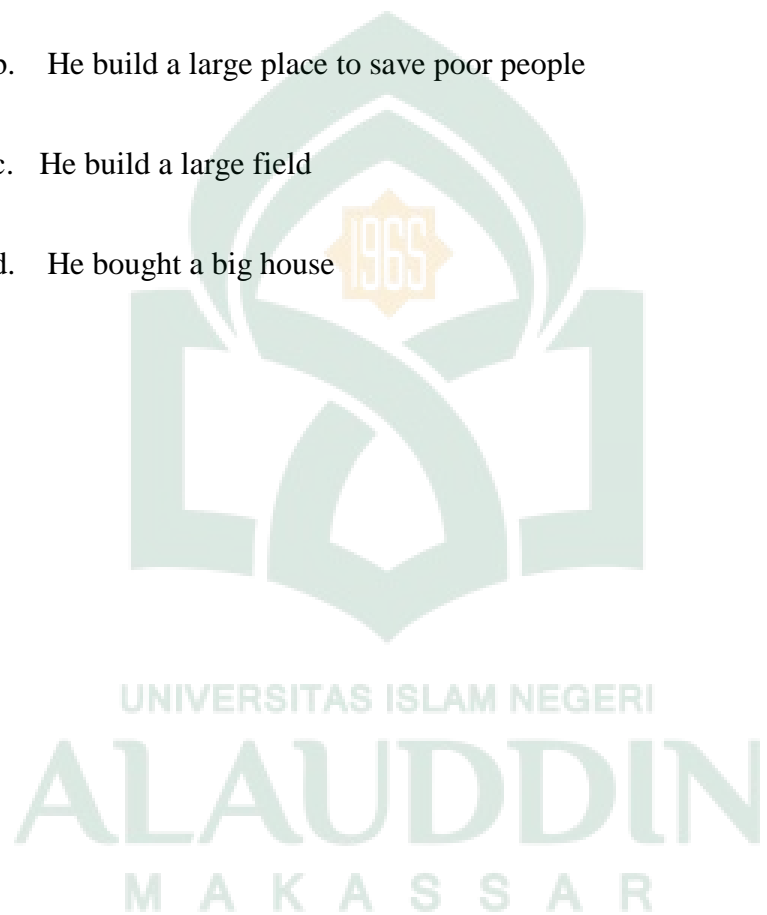 b. He build a large place to save poor people
c. He build a large field
d. He bought a big house
1965
UNIVERSITAS ISLAM NEGERI
ALAUDDIN
MAKASSAR